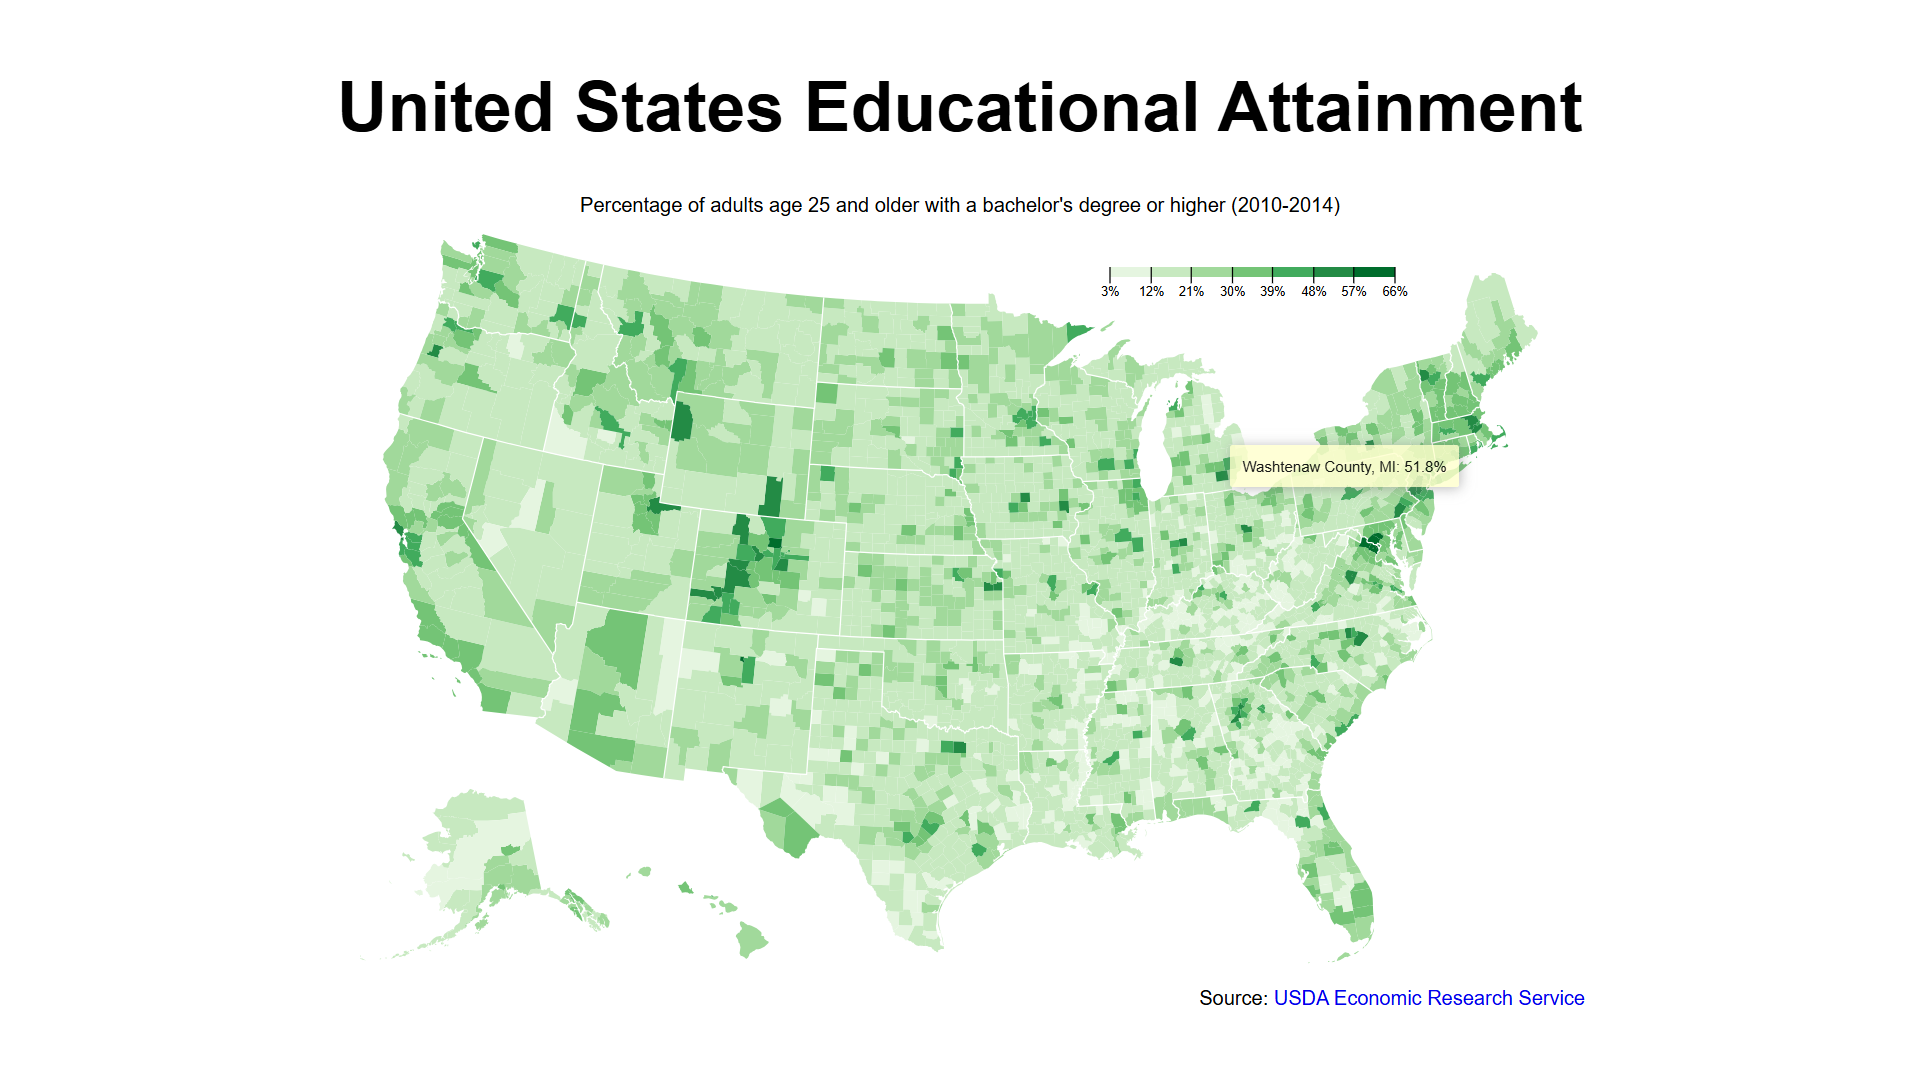 United States Educational Attainment
Percentage of adults age 25 and older with a bachelor's degree or higher (2010-2014)
3% 12% 21% 30% 39% 48% 57% 66%
Washtenaw County, MI: 51.8%
Source: USDA Economic Research Service